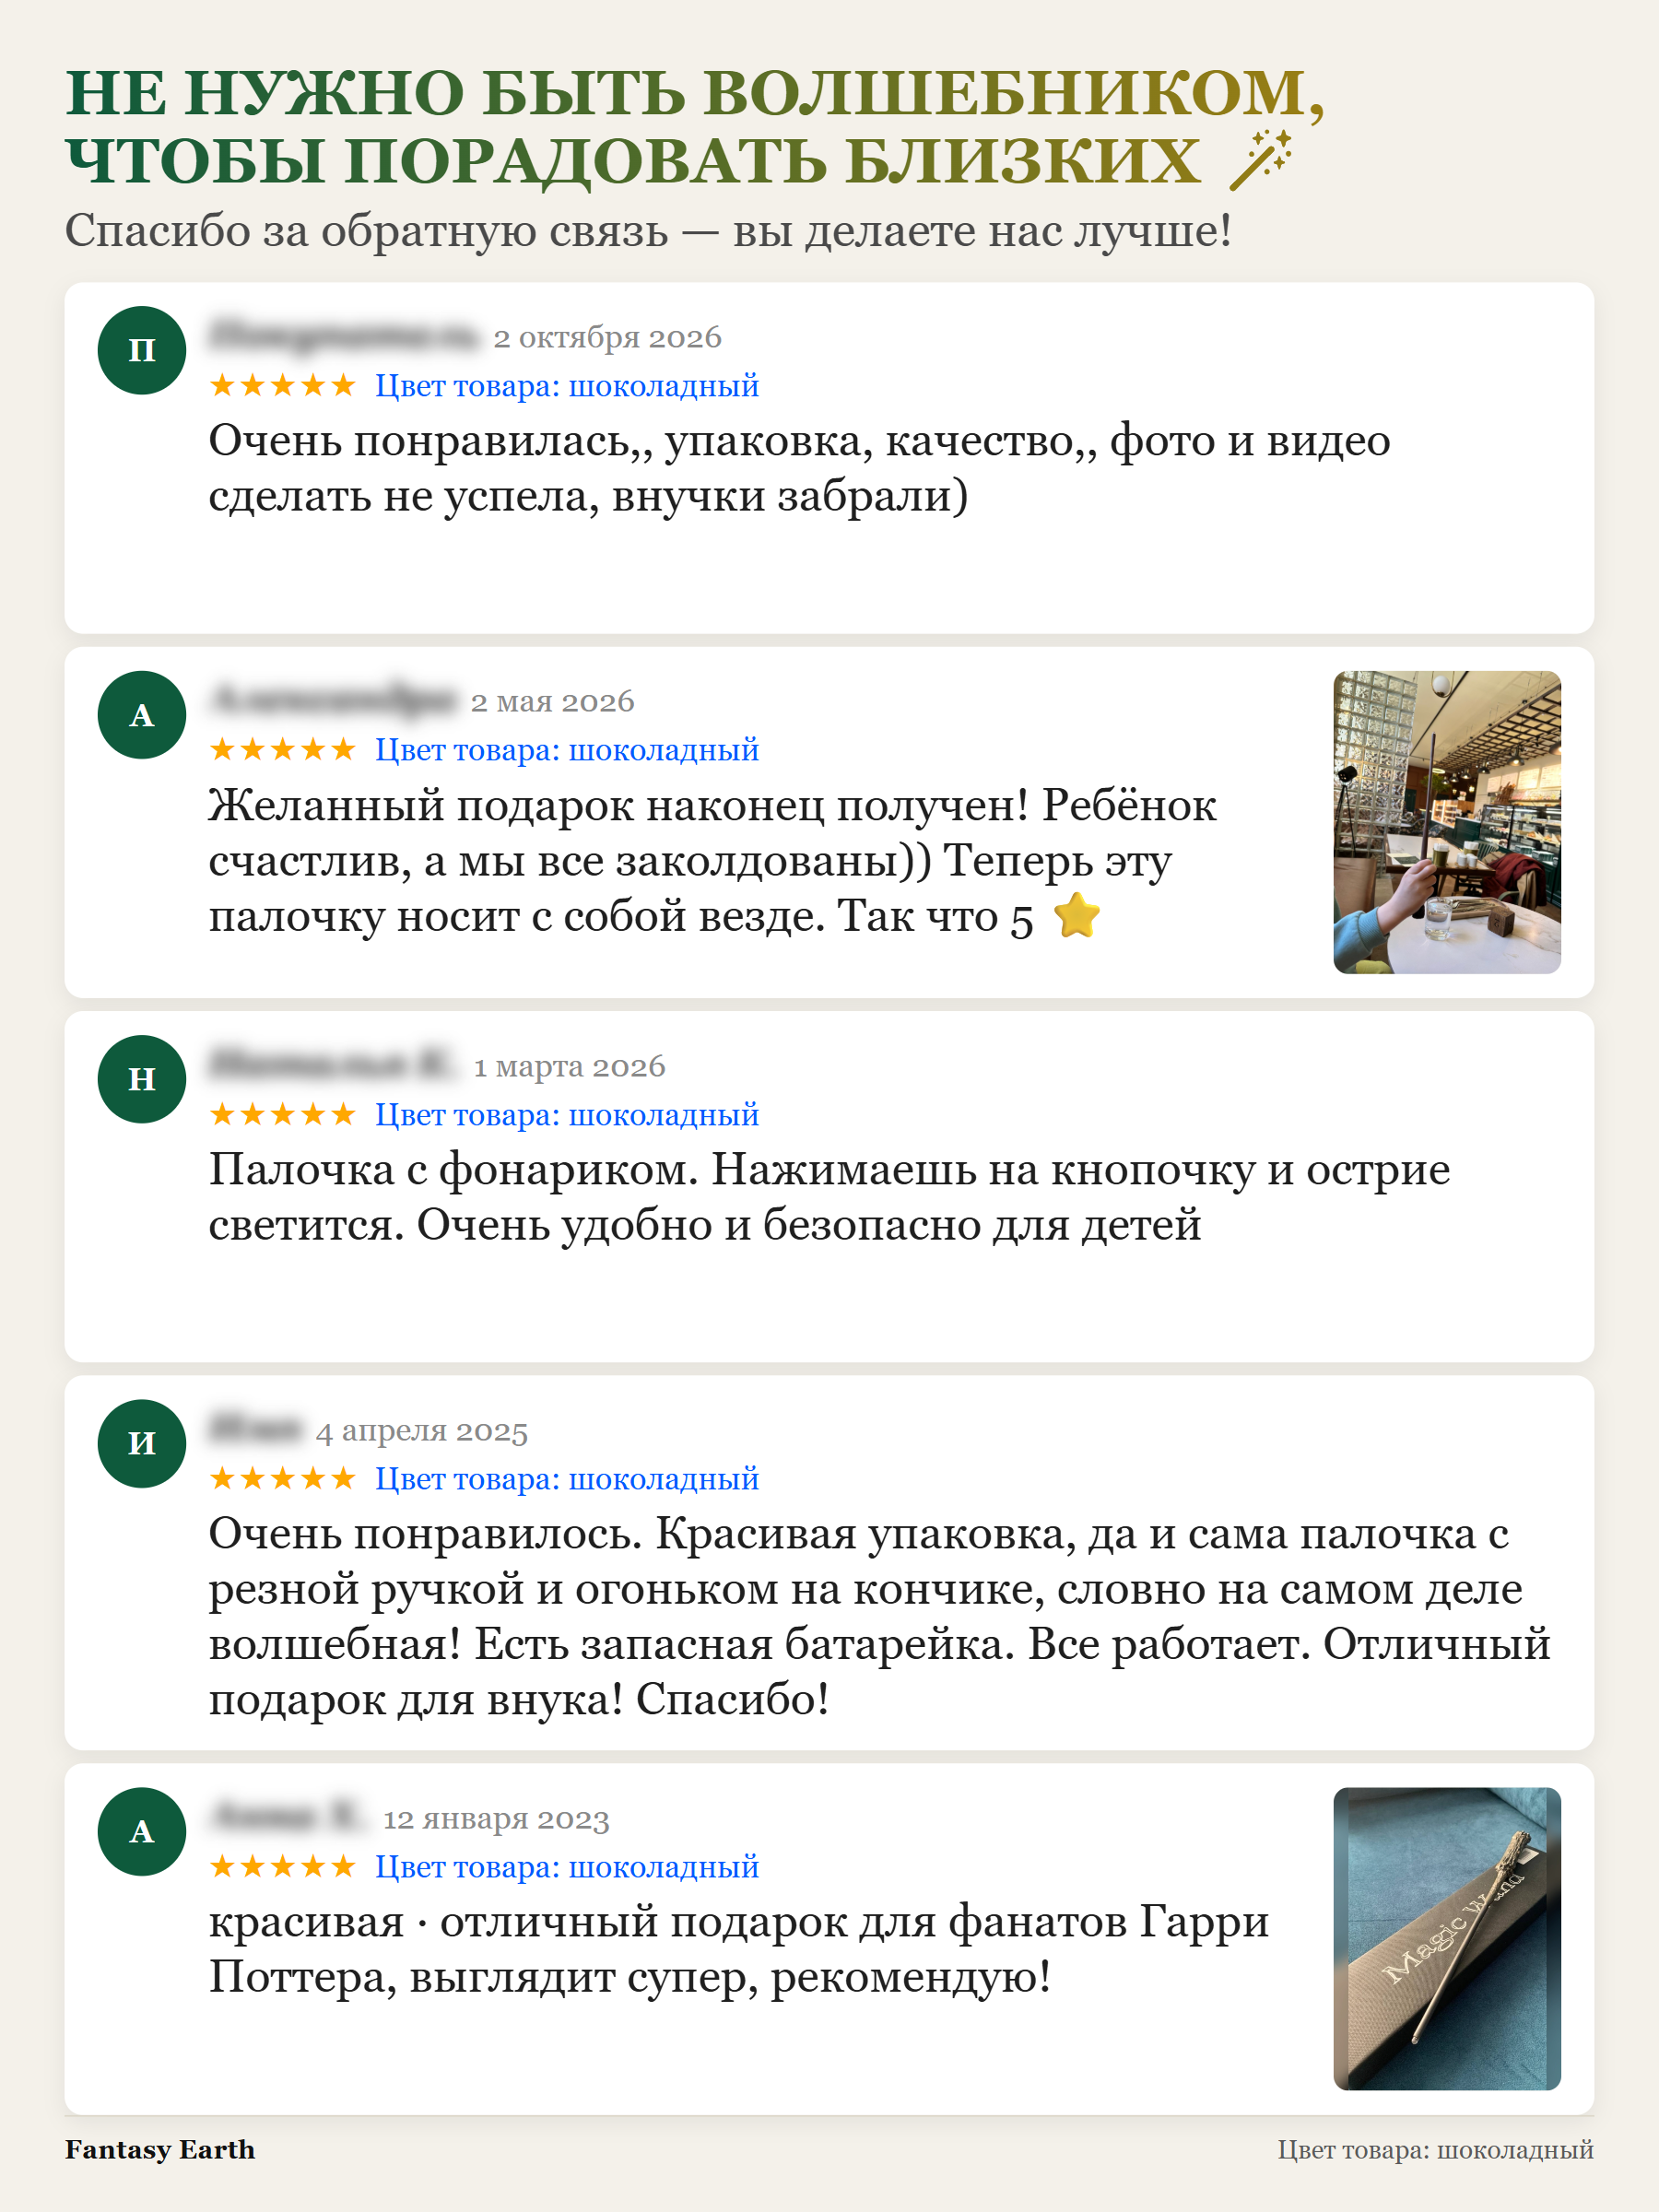 НЕ НУЖНО БЫТЬ ВОЛШЕБНИКОМ,
ЧТОБЫ ПОРАДОВАТЬ БЛИЗКИХ
Спасибо за обратную связь — вы делаете нас лучше!
П
2 октября 2026
★★★★★ Цвет товара: шоколадный
Очень понравилась,, упаковка, качество,, фото и видео
сделать не успела, внучки забрали)
А
2 мая 2026
★★★★★ Цвет товара: шоколадный
Желанный подарок наконец получен! Ребёнок
счастлив, а мы все заколдованы)) Теперь эту
палочку носит с собой везде. Так что 5 ⭐
Н
1 марта 2026
★★★★★ Цвет товара: шоколадный
Палочка с фонариком. Нажимаешь на кнопочку и острие
светится. Очень удобно и безопасно для детей
И
4 апреля 2025
★★★★★ Цвет товара: шоколадный
Очень понравилось. Красивая упаковка, да и сама палочка с
резной ручкой и огоньком на кончике, словно на самом деле
волшебная! Есть запасная батарейка. Все работает. Отличный
подарок для внука! Спасибо!
А
12 января 2023
★★★★★ Цвет товара: шоколадный
красивая · отличный подарок для фанатов Гарри
Поттера, выглядит супер, рекомендую!
Magic Wand
Fantasy Earth
Цвет товара: шоколадный